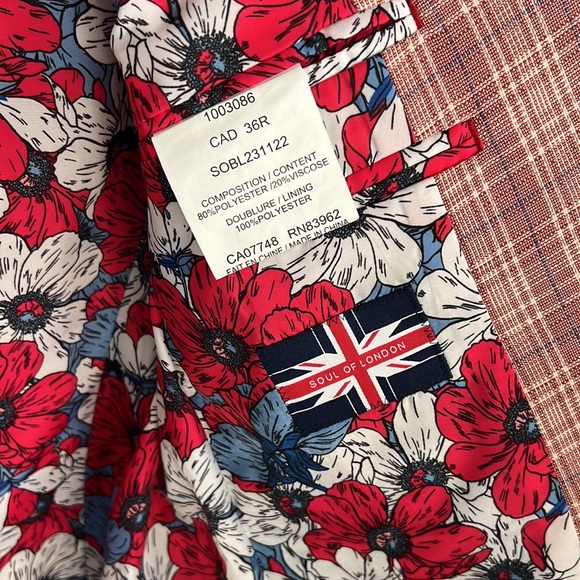 1003086
CAD 36R
SOBL231122
COMPOSITION / CONTENT
80%POLYESTER /20%VISCOSE
DOUBLURE / LINING
100%POLYESTER
CA07748 RN83962
FAIT EN CHINE / MADE IN CHINA
SOUL OF LONDON